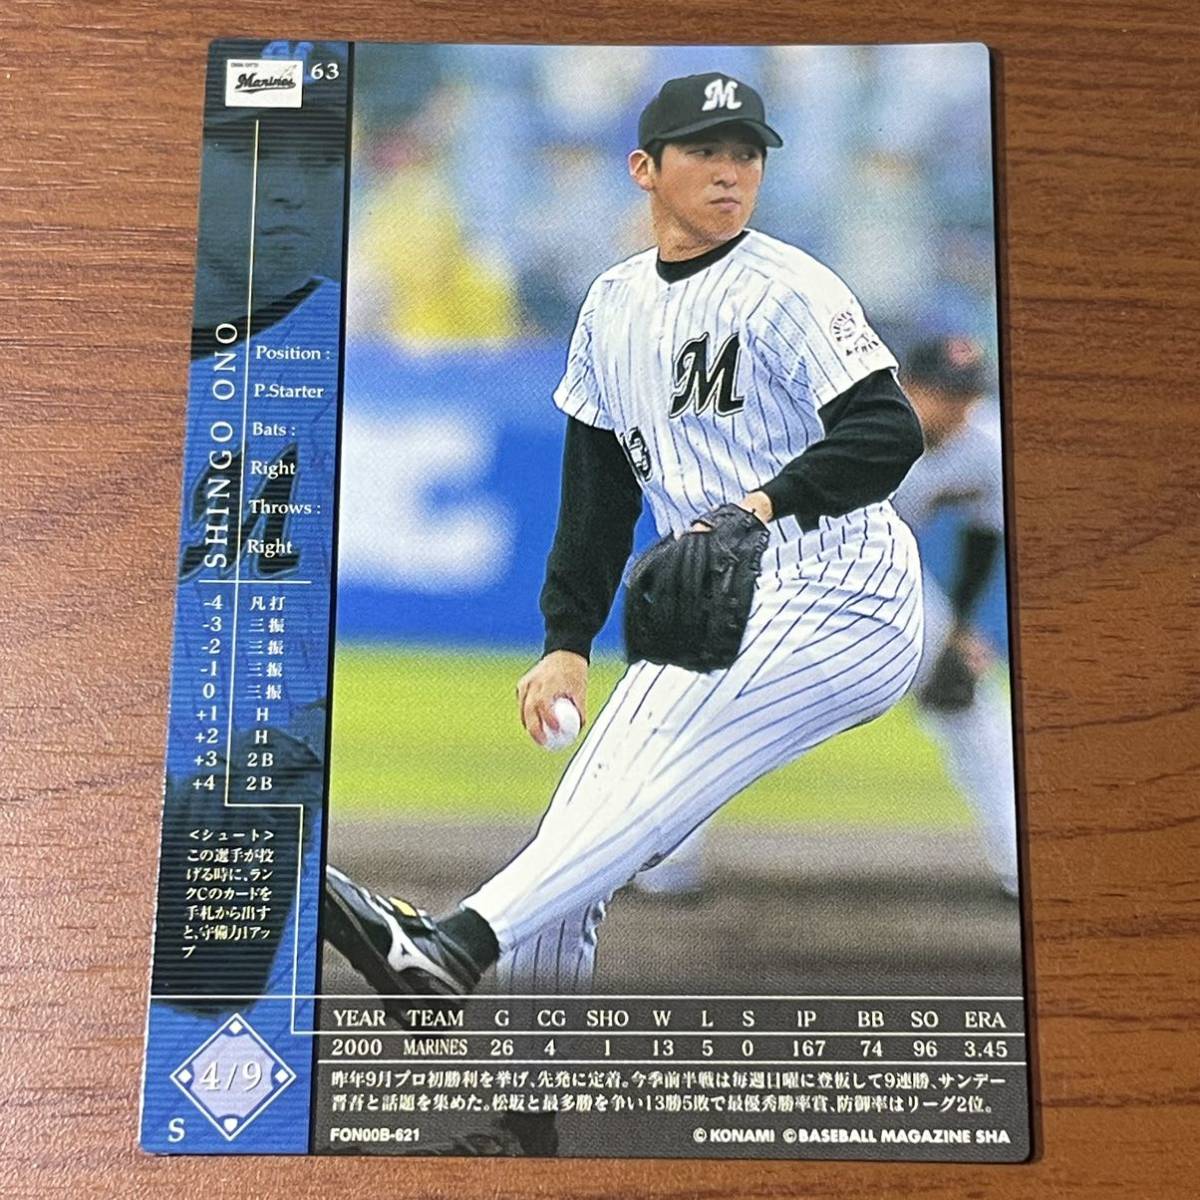 Marines
63
SHINGO ONO
Position :
P.Starter
Bats :
Right
Throws :
Right
-4 凡打
-3 三振
-2 三振
-1 三振
0 三振
+1 H
+2 H
+3 2B
+4 2B
<シュート>
この選手が投
げる時に、ラン
クCのカードを
手札から出す
と、守備力1アッ
プ
4/9
S
M
M
YEAR TEAM G CG SHO W L S IP BB SO ERA
2000 MARINES 26 4 1 13 5 0 167 74 96 3.45
昨年9月プロ初勝利を挙げ、先発に定着。今季前半戦は毎週日曜に登板して9連勝、サンデー
晋吾と話題を集めた。松坂と最多勝を争い13勝5敗で最優秀勝率賞、防御率はリーグ2位。
FON00B-621
©KONAMI ©BASEBALL MAGAZINE SHA